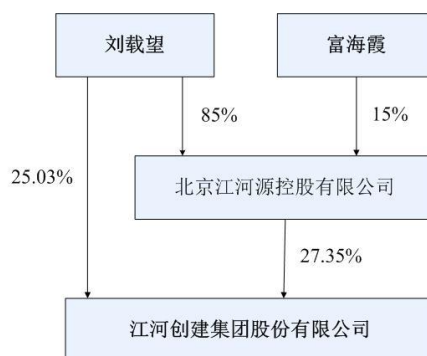 刘载望
富海霞
85%
15%
25.03%
北京江河源控股有限公司
27.35%
江河创建集团股份有限公司